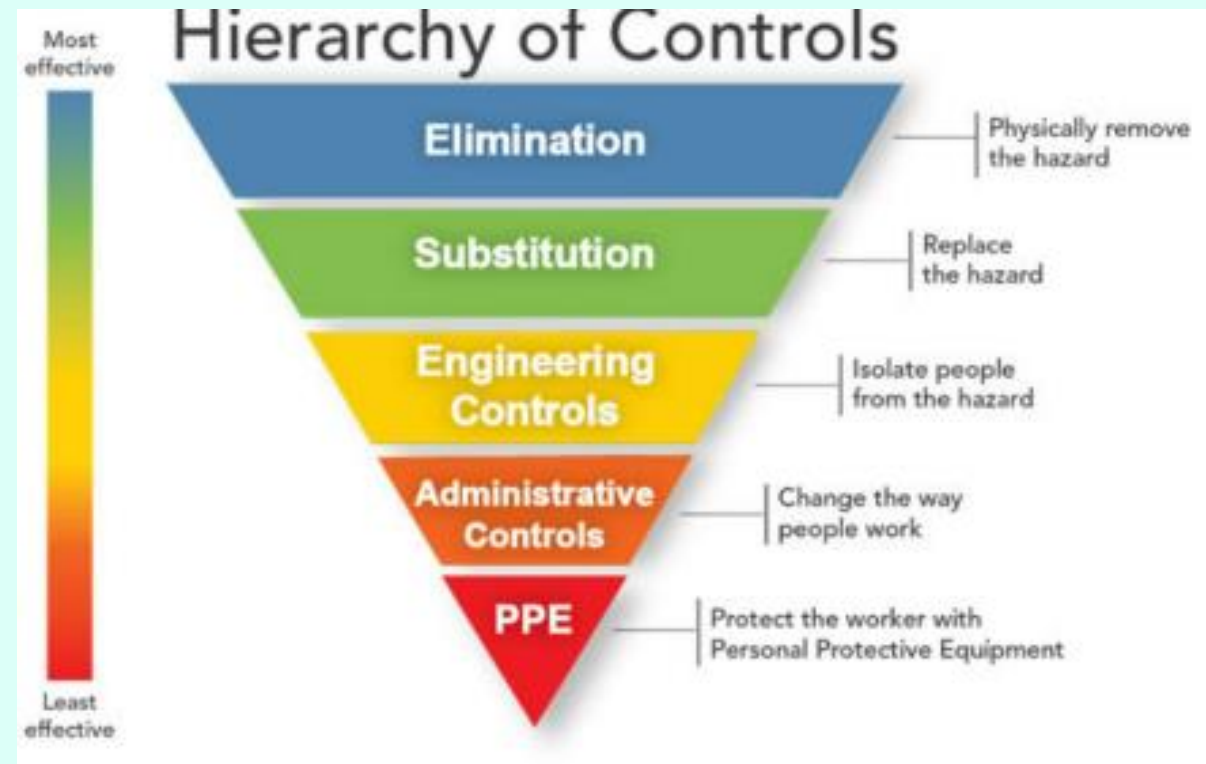 Hierarchy of Controls
Most
effective
Elimination
Physically remove
the hazard
Substitution
Replace
the hazard
Engineering
Controls
Isolate people
from the hazard
Administrative
Controls
Change the way
people work
PPE
Protect the worker with
Personal Protective Equipment
Least
effective